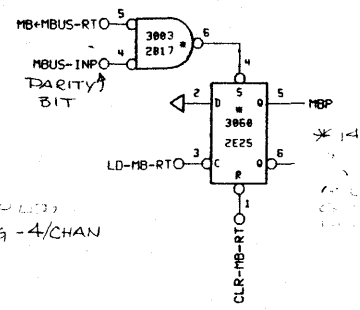 MB←MBUS-RT 5
3003
2B17 * 6
MBUS-INP 4
PARITY
BIT
4
S
2 D Q 5 MBP
*
3060
* 14
2E25
LD-MB-RT 3 C Q 6
R
1
-4/CHAN
CLR-MB-RT